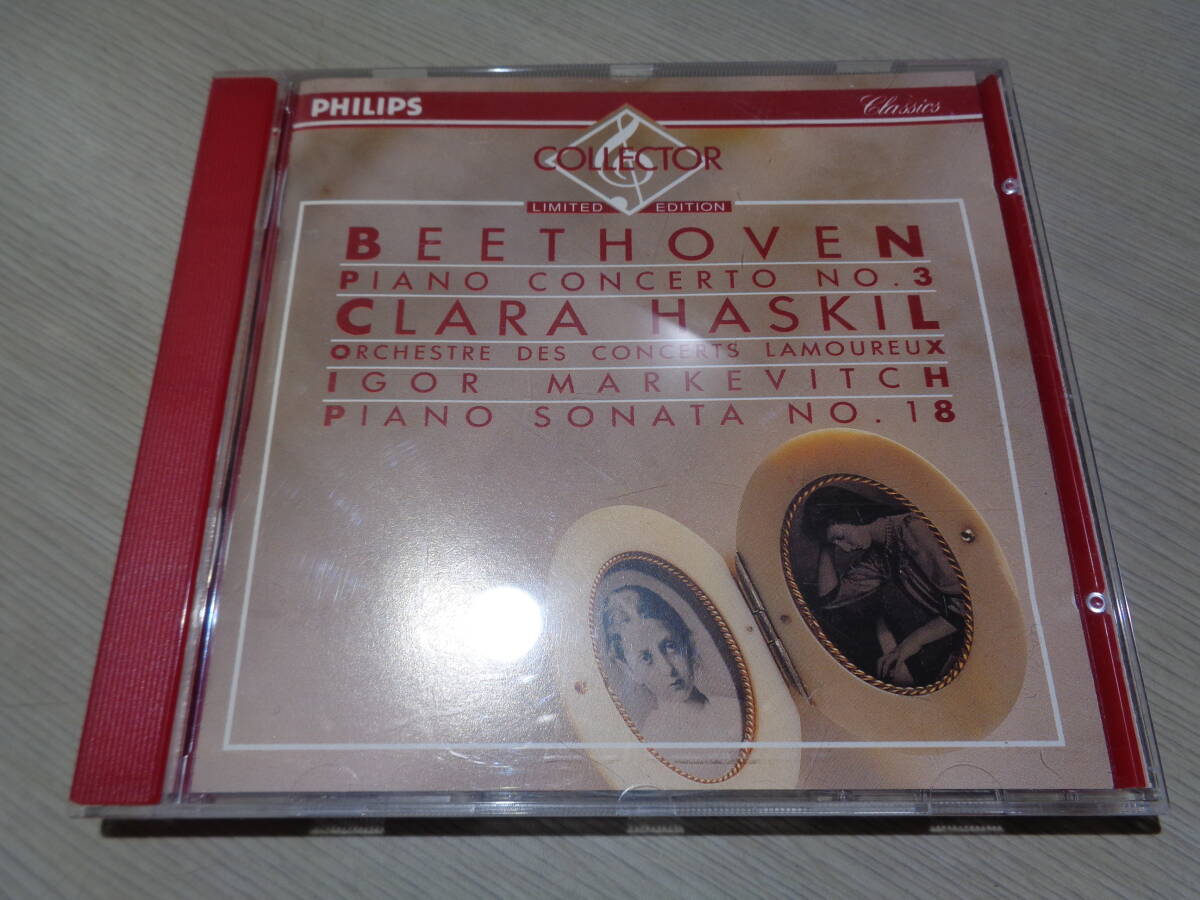 PHILIPS Classics
COLLECTOR
LIMITED EDITION
BEETHOVEN
PIANO CONCERTO NO.3
CLARA HASKIL
ORCHESTRE DES CONCERTS LAMOUREUX
IGOR MARKEVITCH
PIANO SONATA NO.18